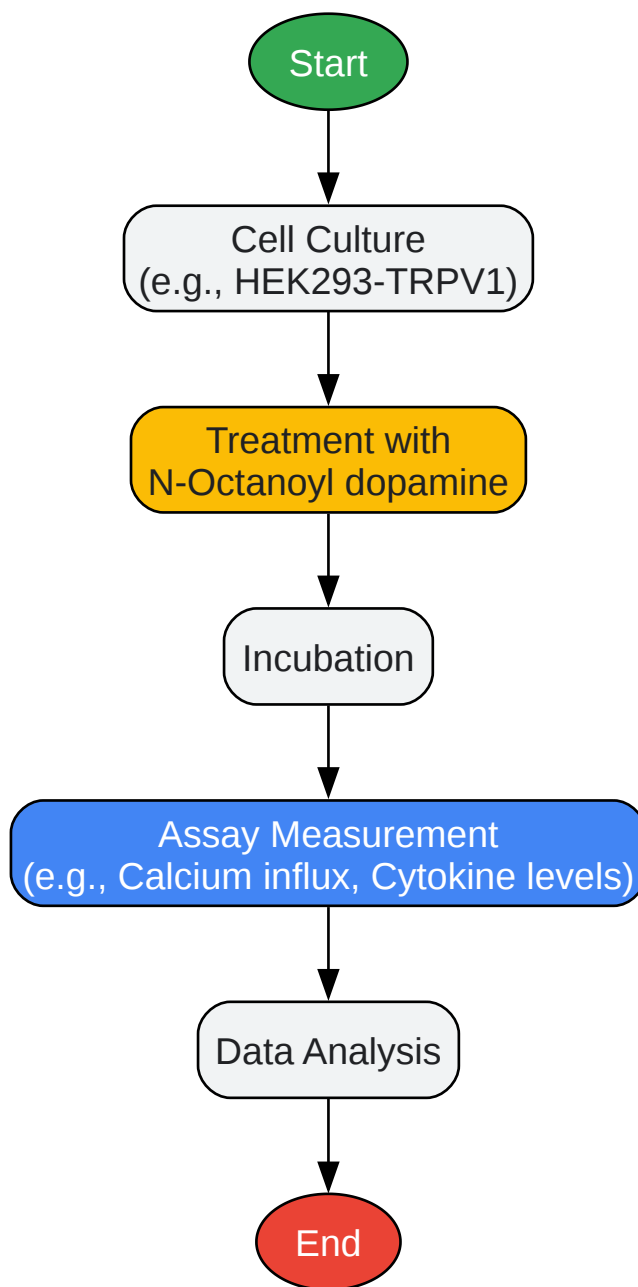 Start
Cell Culture
(e.g., HEK293-TRPV1)
Treatment with
N-Octanoyl dopamine
Incubation
Assay Measurement
(e.g., Calcium influx, Cytokine levels)
Data Analysis
End